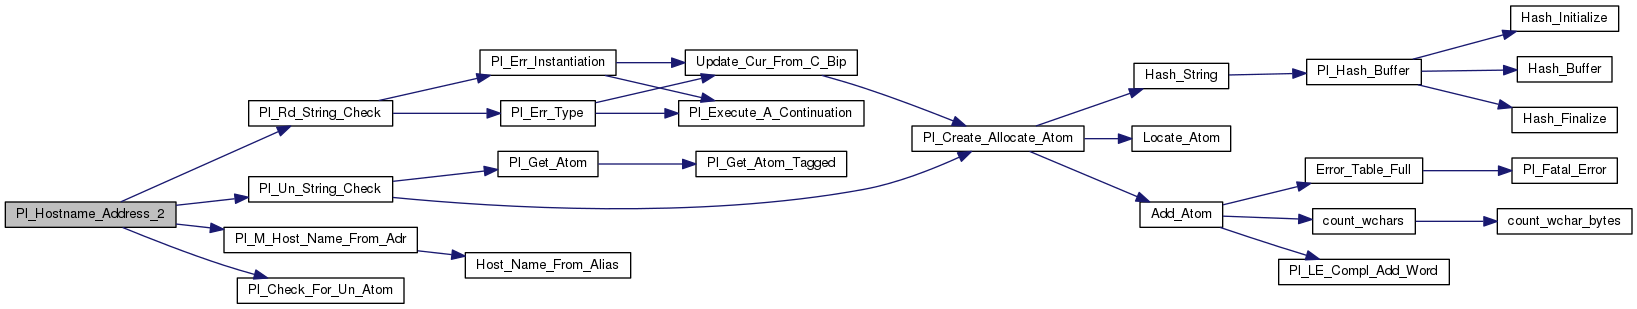 Pl_Hostname_Address_2
Pl_Rd_String_Check
Pl_Un_String_Check
Pl_M_Host_Name_From_Adr
Pl_Check_For_Un_Atom
Pl_Err_Instantiation
Pl_Err_Type
Pl_Get_Atom
Host_Name_From_Alias
Update_Cur_From_C_Bip
Pl_Execute_A_Continuation
Pl_Get_Atom_Tagged
Pl_Create_Allocate_Atom
Hash_String
Locate_Atom
Add_Atom
Pl_Hash_Buffer
Error_Table_Full
count_wchars
Pl_LE_Compl_Add_Word
Hash_Initialize
Hash_Buffer
Hash_Finalize
Pl_Fatal_Error
count_wchar_bytes